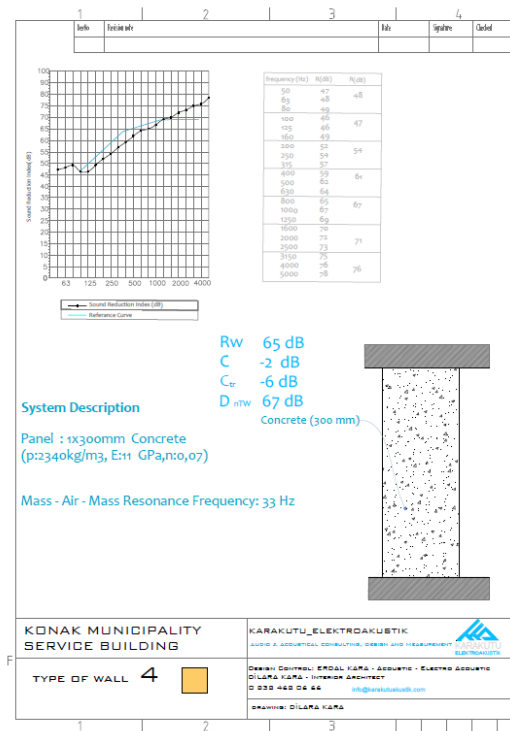 1 2 3 4
Revision note
Date Signature Checked
Frequency (Hz) R(dB) R(dB)
50 47
63 48 48
80 49
100 46
125 46 47
160 49
200 52
250 54 54
315 57
400 59
500 62 61
630 64
800 65
1000 67 67
1250 69
1600 70
2000 72 71
2500 73
3150 75
4000 76 76
5000 78
Sound Reduction Index(dB)
100
90
80
75
70
65
60
55
50
45
40
35
30
25
20
15
10
5
0
63 125 250 500 1000 2000 4000
Sound Reduction Index (dB)
Reference Curve
Rw 65 dB
C -2 dB
Ctr -6 dB
D nTW 67 dB
Concrete (300 mm)
System Description
Panel : 1x300mm Concrete
(p:2340kg/m3, E:11 GPa,n:0,07)
Mass - Air - Mass Resonance Frequency: 33 Hz
KONAK MUNICIPALITY
SERVICE BUILDING
KARAKUTU_ELEKTROAKUSTIK
AUDIO & ACOUSTICAL CONSULTING, DESIGN AND MEASUREMENT
KARAKUTU
ELEKTROAKUSTIK
F
TYPE OF WALL 4
DESIGN CONTROL: ERDAL KARA - ACOUSTIC - ELECTRO ACOUSTIC
DİLARA KARA - INTERIOR ARCHITECT
0 232 462 06 66 info@karakutuakustik.com
DRAWING: DİLARA KARA
1 2 3